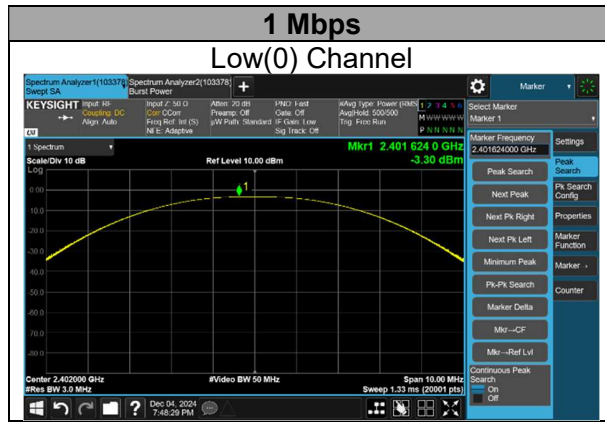 1 Mbps
Low(0) Channel
Spectrum Analyzer1(103378)
Swept SA
Spectrum Analyzer2(103378)
Burst Power
+
Marker
KEYSIGHT
Input: RF
Coupling: DC
Align: Auto
Input Z: 50 Ω
Corr CCorr
Freq Ref: Int (S)
NFE: Adaptive
Atten: 20 dB
Preamp: Off
µW Path: Standard
PNO: Fast
Gate: Off
IF Gain: Low
Sig Track: Off
#Avg Type: Power (RMS)
Avg|Hold: 500/500
Trig: Free Run
1 2 3 4 5 6
M W W W W W
P N N N N N
Select Marker
Marker 1
1 Spectrum
Scale/Div 10 dB
Log
Ref Level 10.00 dBm
Mkr1 2.401 624 0 GHz
-3.30 dBm
1
0.00
-10.0
-20.0
-30.0
-40.0
-50.0
-60.0
-70.0
-80.0
Center 2.402000 GHz
#Res BW 3.0 MHz
#Video BW 50 MHz
Span 10.00 MHz
Sweep 1.33 ms (20001 pts)
Marker Frequency
2.401624000 GHz
Peak Search
Next Peak
Next Pk Right
Next Pk Left
Minimum Peak
Pk-Pk Search
Marker Delta
Mkr→CF
Mkr→Ref Lvl
Continuous Peak
Search
On
Off
Settings
Peak
Search
Pk Search
Config
Properties
Marker
Function
Marker→
Counter
?
Dec 04, 2024
7:48:29 PM